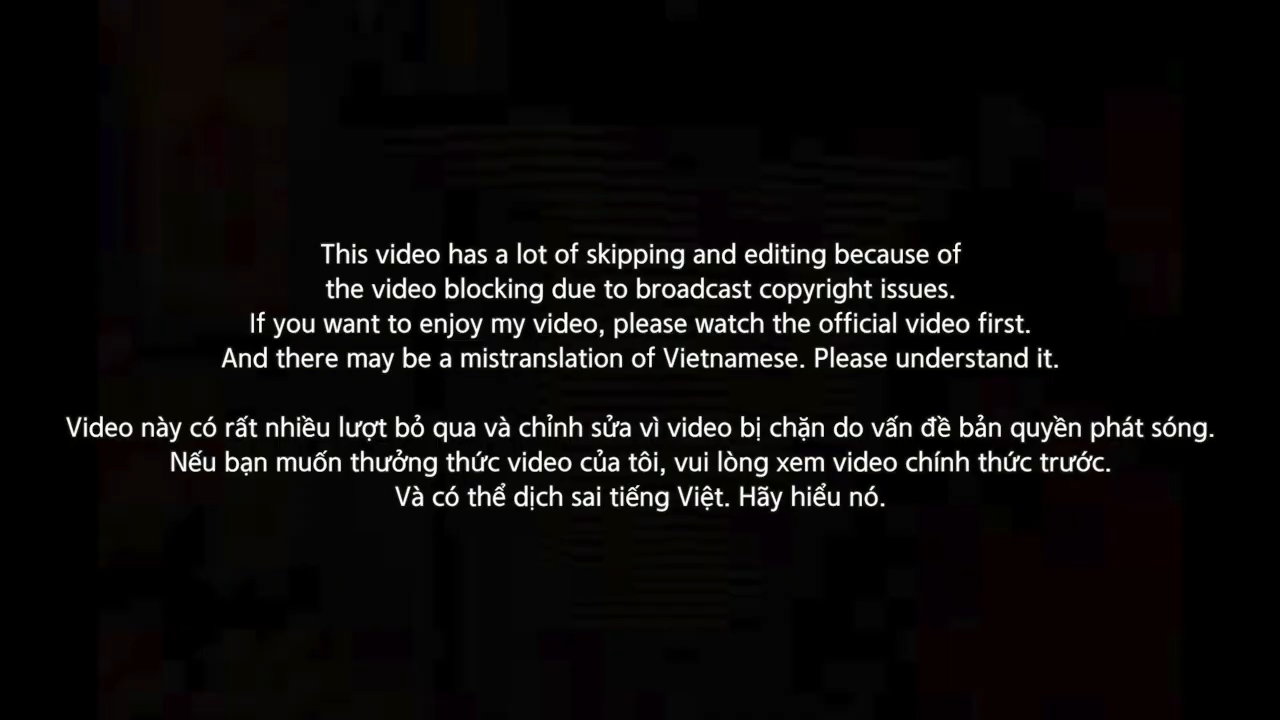 This video has a lot of skipping and editing because of
the video blocking due to broadcast copyright issues.
If you want to enjoy my video, please watch the official video first.
And there may be a mistranslation of Vietnamese. Please understand it.
Video này có rất nhiều lượt bỏ qua và chỉnh sửa vì video bị chặn do vấn đề bản quyền phát sóng.
Nếu bạn muốn thưởng thức video của tôi, vui lòng xem video chính thức trước.
Và có thể dịch sai tiếng Việt. Hãy hiểu nó.